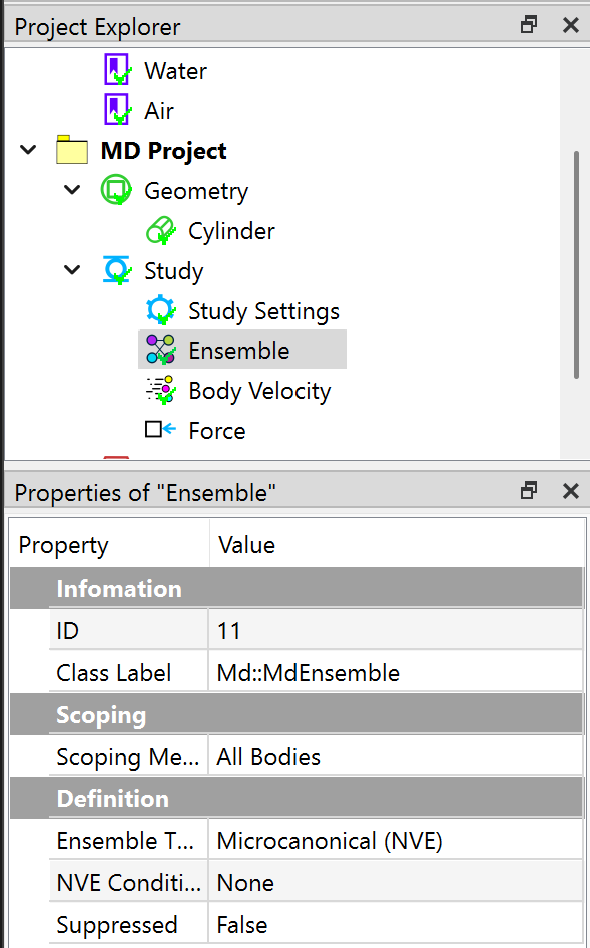 Project Explorer
Water
Air
MD Project
Geometry
Cylinder
Study
Study Settings
Ensemble
Body Velocity
Force
Properties of "Ensemble"
Property Value
Infomation
ID 11
Class Label Md::MdEnsemble
Scoping
Scoping Me... All Bodies
Definition
Ensemble T... Microcanonical (NVE)
NVE Conditi... None
Suppressed False